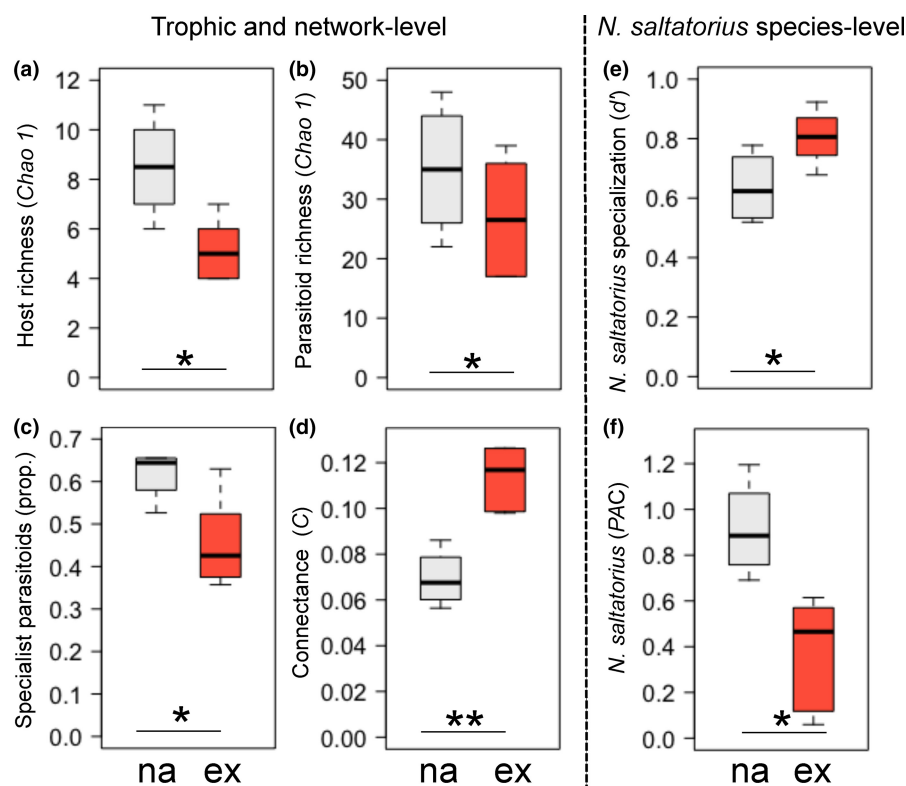 Trophic and network-level
N. saltatorius species-level
(a)
Host richness (Chao 1)
12
10
8
6
4
2
0
*
(b)
Parasitoid richness (Chao 1)
50
40
30
20
10
0
*
(e)
N. saltatorius specialization (d')
1.0
0.8
0.6
0.4
0.2
0.0
*
(c)
Specialist parasitoids (prop.)
0.7
0.6
0.5
0.4
0.3
0.2
0.1
0.0
*
na ex
(d)
Connectance (C)
0.12
0.10
0.08
0.06
0.04
0.02
0.00
**
na ex
(f)
N. saltatorius (PAC)
1.2
1.0
0.8
0.6
0.4
0.2
0.0
*
na ex